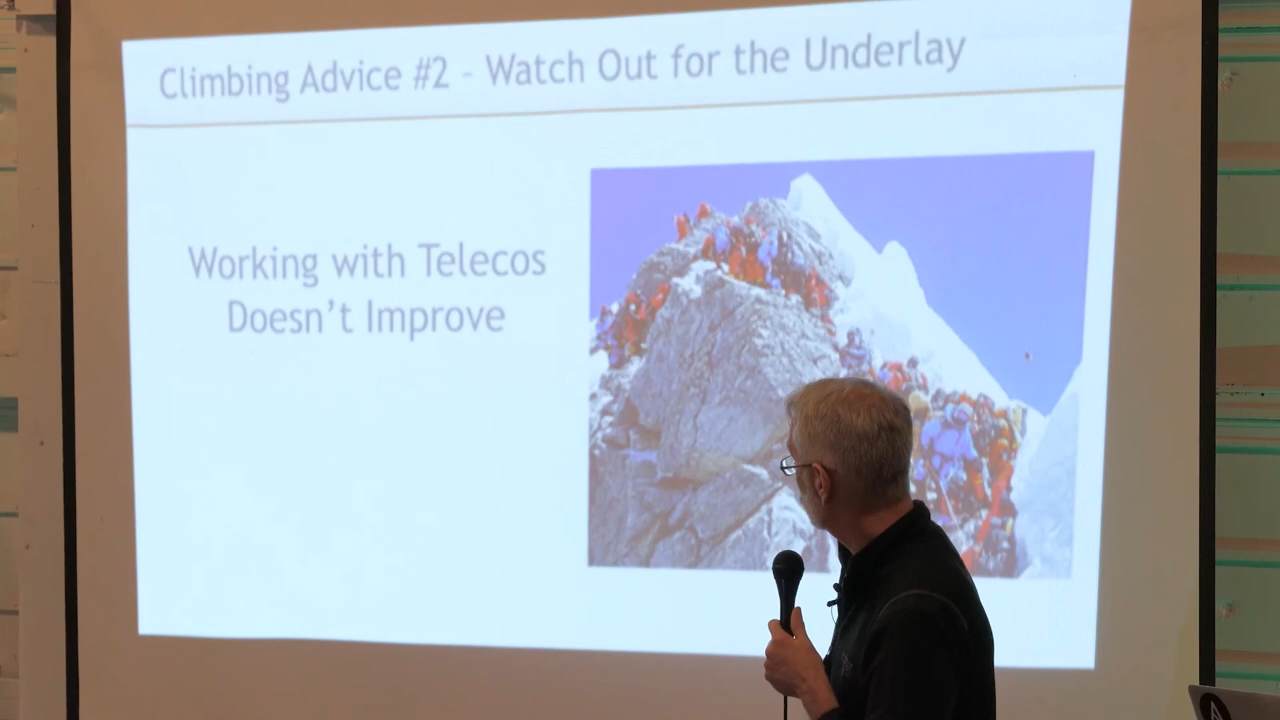 Climbing Advice #2 – Watch Out for the Underlay
Working with Telecos
Doesn't Improve